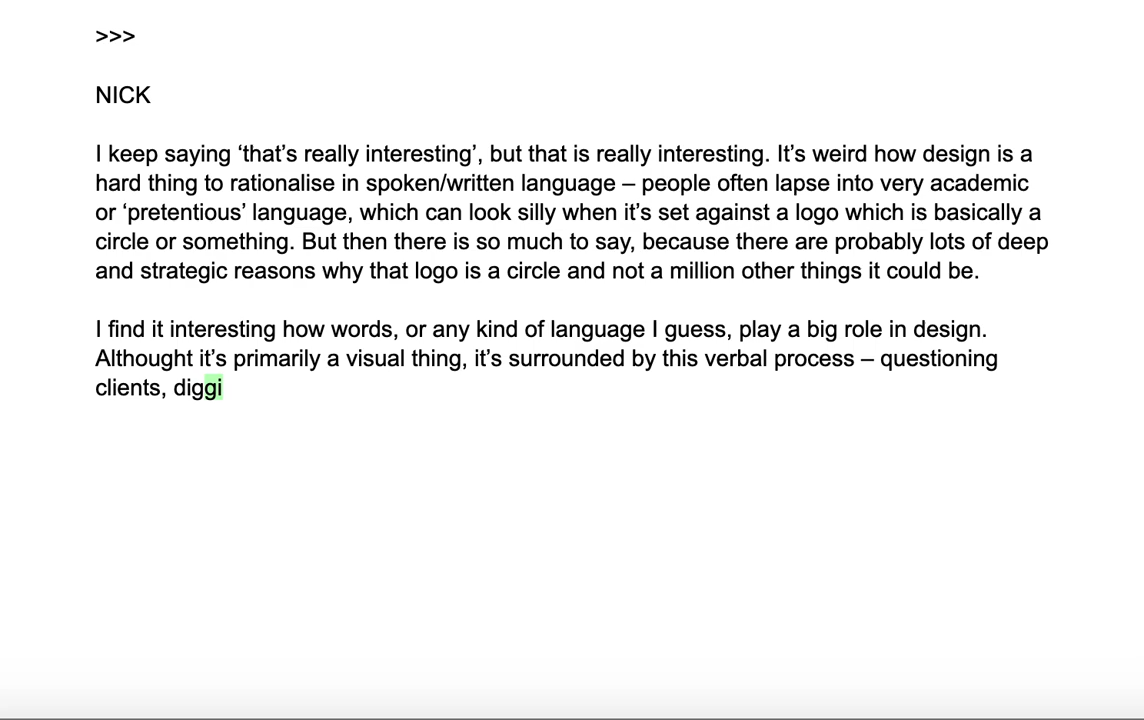 >>>
NICK
I keep saying ‘that’s really interesting’, but that is really interesting. It’s weird how design is a
hard thing to rationalise in spoken/written language – people often lapse into very academic
or ‘pretentious’ language, which can look silly when it’s set against a logo which is basically a
circle or something. But then there is so much to say, because there are probably lots of deep
and strategic reasons why that logo is a circle and not a million other things it could be.
I find it interesting how words, or any kind of language I guess, play a big role in design.
Althought it’s primarily a visual thing, it’s surrounded by this verbal process – questioning
clients, diggi